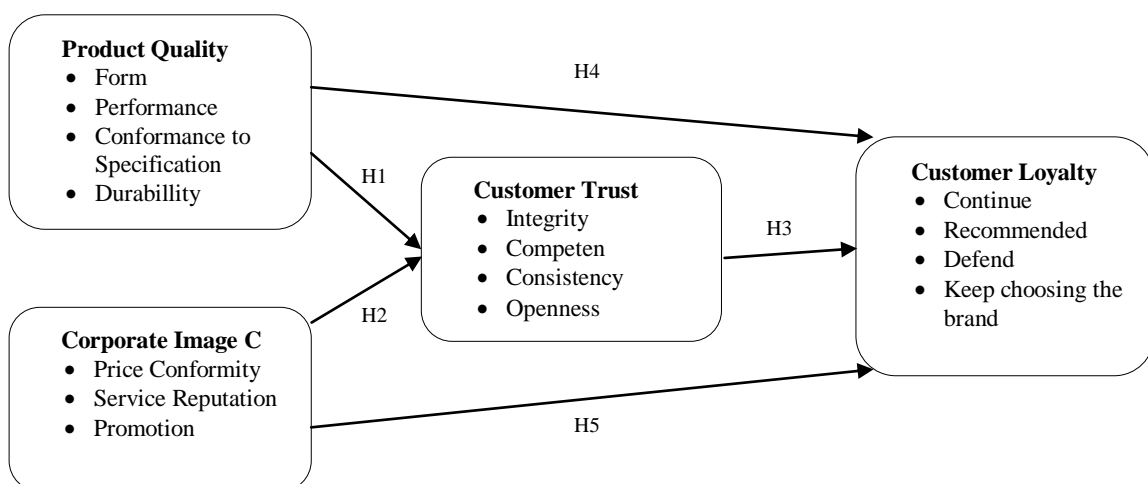 Product Quality
• Form
• Performance
• Conformance to
Specification
• Durabillity
H4
H1
Customer Trust
• Integrity
• Competen
• Consistency
• Openness
H3
Customer Loyalty
• Continue
• Recommended
• Defend
• Keep choosing the
brand
H2
Corporate Image C
• Price Conformity
• Service Reputation
• Promotion
H5